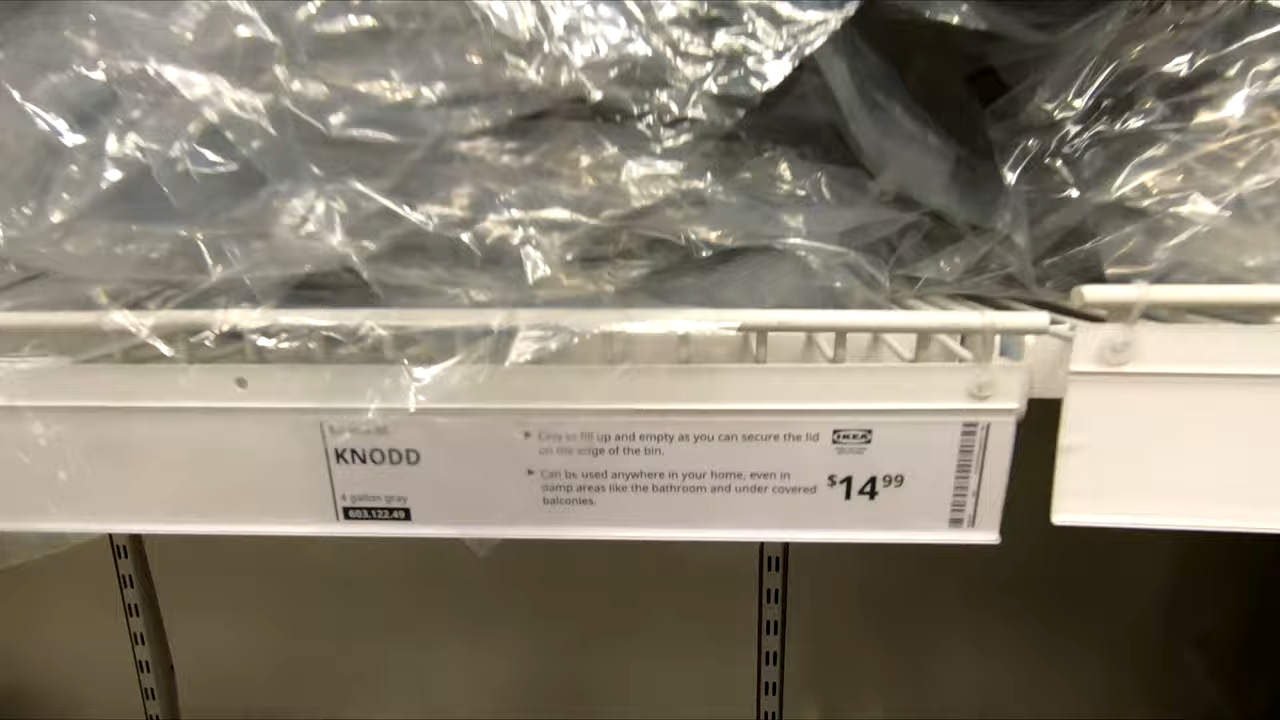 KNODD
4 gallon gray
603.122.49
Easy to fill up and empty as you can secure the lid
on the edge of the bin.
Can be used anywhere in your home, even in
damp areas like the bathroom and under covered
balconies.
IKEA
$14.99